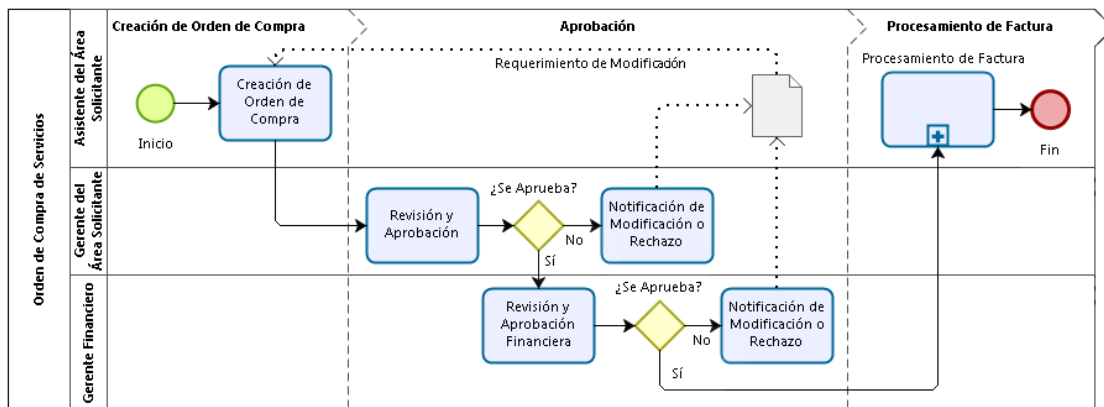 Creación de Orden de Compra
Aprobación
Procesamiento de Factura
Orden de Compra de Servicios
Asistente del Área
Solicitante
Inicio
Creación de
Orden de
Compra
Requerimiento de Modificación
Procesamiento de Factura
Fin
Gerente del
Área Solicitante
Revisión y
Aprobación
¿Se Aprueba?
No
Sí
Notificación de
Modificación o
Rechazo
Gerente Financiero
Revisión y
Aprobación
Financiera
¿Se Aprueba?
No
Sí
Notificación de
Modificación o
Rechazo